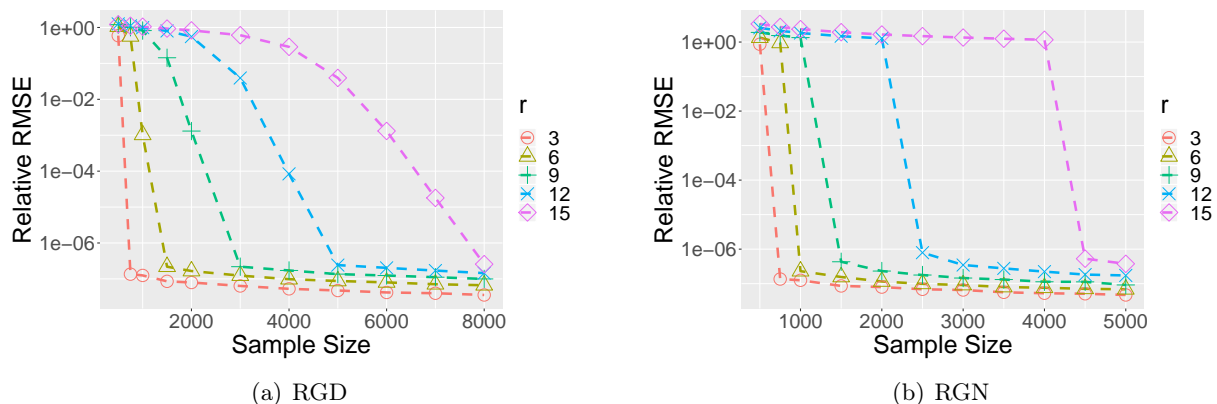 1e+00
1e−02
1e−04
1e−06
Relative RMSE
2000 4000 6000 8000
Sample Size
r
3
6
9
12
15
(a) RGD
1e+00
1e−02
1e−04
1e−06
Relative RMSE
1000 2000 3000 4000 5000
Sample Size
r
3
6
9
12
15
(b) RGN